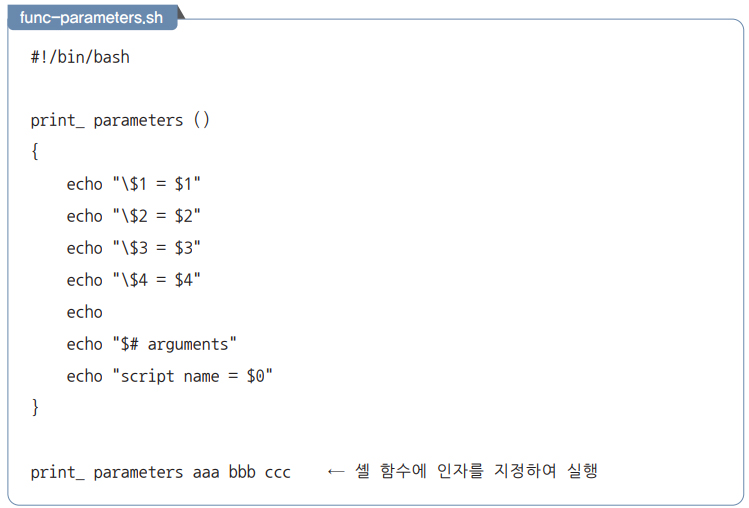 func-parameters.sh
#!/bin/bash
print_ parameters ()
{
echo "\$1 = $1"
echo "\$2 = $2"
echo "\$3 = $3"
echo "\$4 = $4"
echo
echo "$# arguments"
echo "script name = $0"
}
print_ parameters aaa bbb ccc ← 셸 함수에 인자를 지정하여 실행